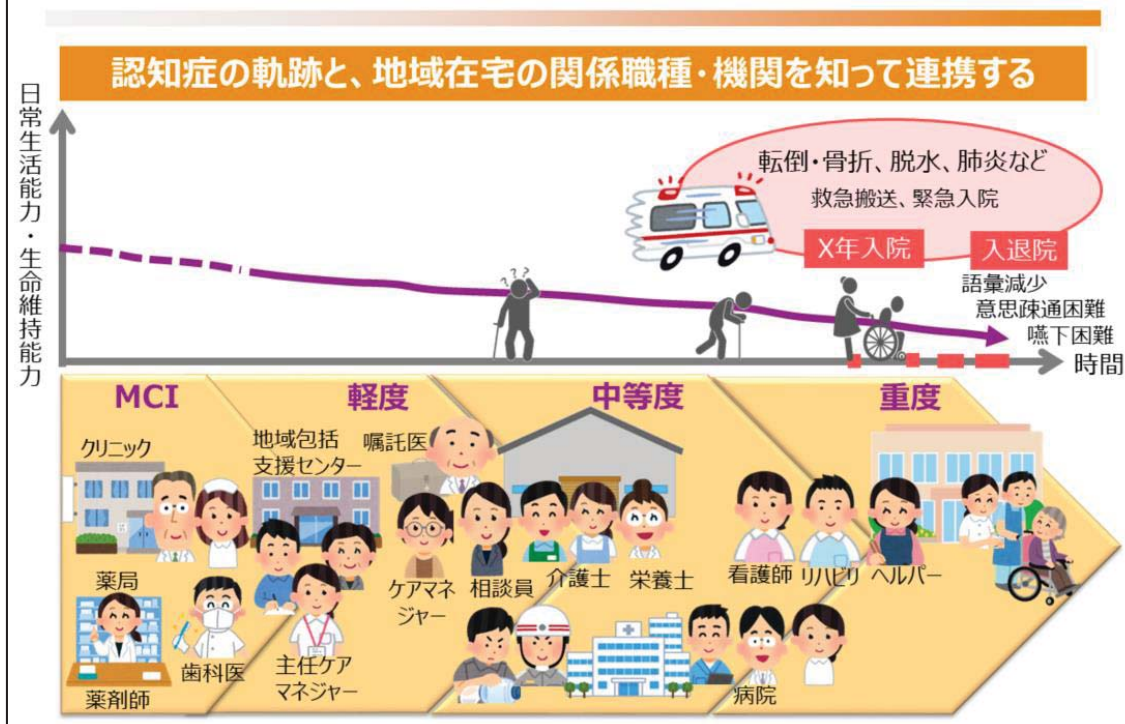 認知症の軌跡と、地域在宅の関係職種・機関を知って連携する
日常生活能力・生命維持能力
転倒・骨折、脱水、肺炎など
救急搬送、緊急入院
X年入院
入退院
語彙減少
意思疎通困難
嚥下困難
???
時間
MCI
軽度
中等度
重度
クリニック
地域包括
支援センター
嘱託医
薬局
薬剤師
歯科医
主任ケア
マネジャー
ケアマネ
ジャー
相談員
介護士
栄養士
看護師
リハビリ
ヘルパー
病院